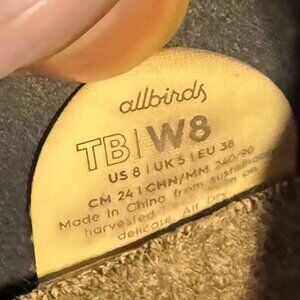 allbirds
TB | W8
US 8 | UK 5 | EU 38
CM 24 | CHN/MM 240/90
Made in China from
harvested on
delicate. Air Dry.